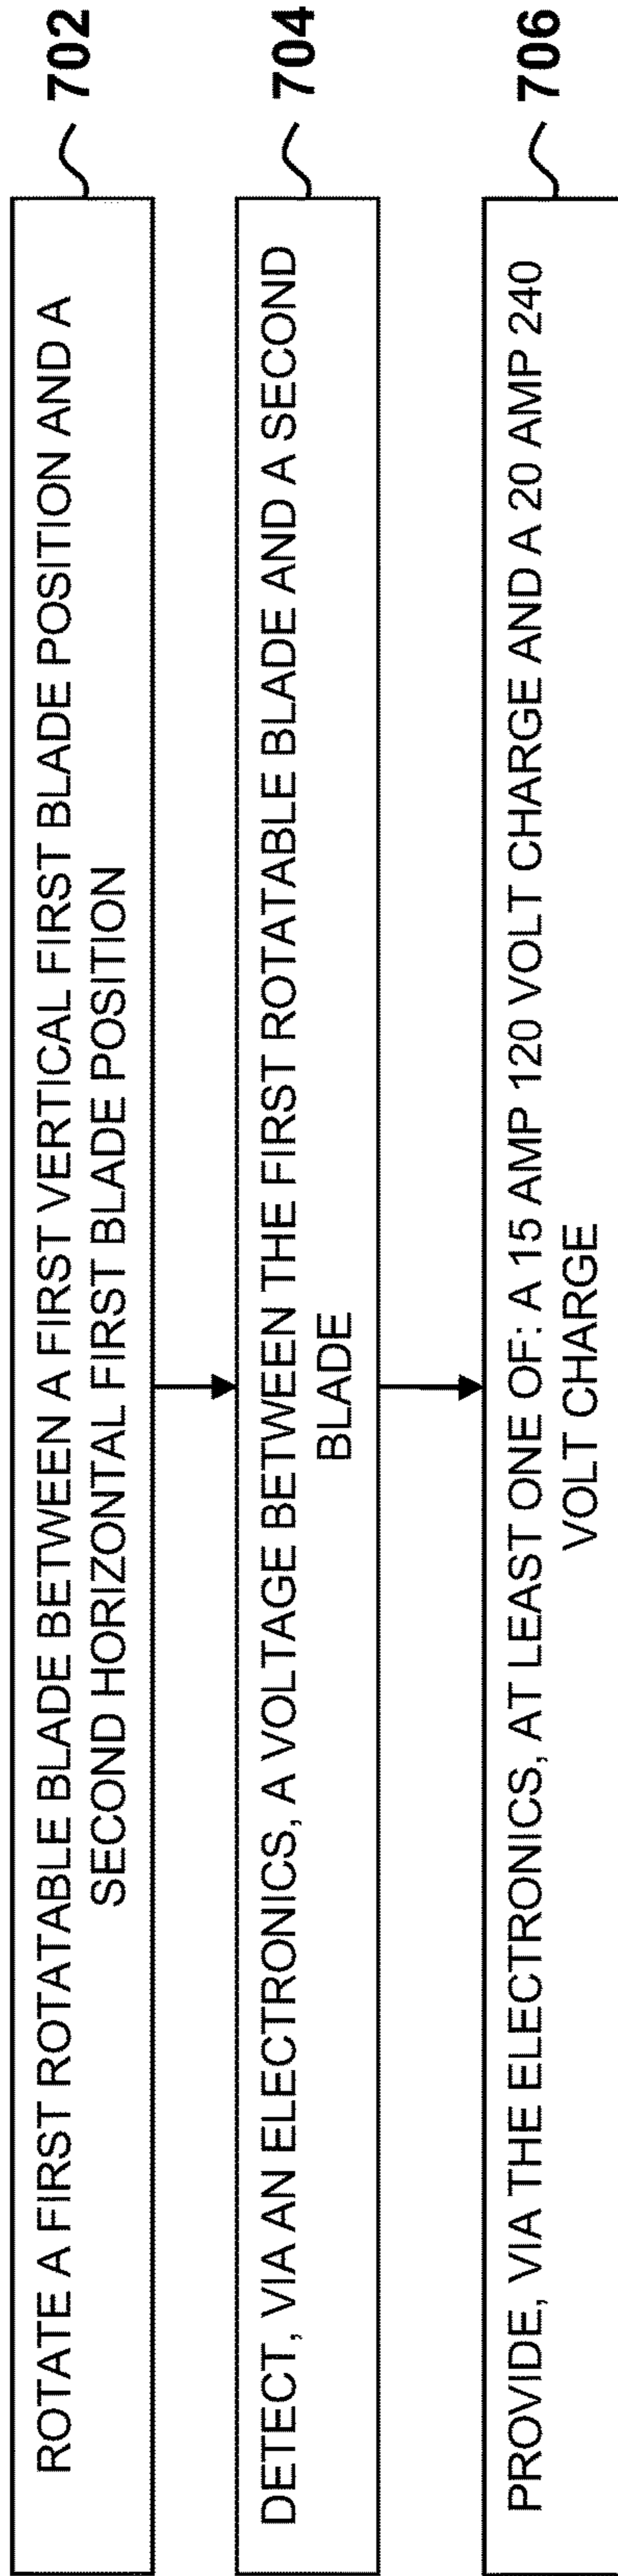 ROTATE A FIRST ROTATABLE BLADE BETWEEN A FIRST VERTICAL FIRST BLADE POSITION AND A
SECOND HORIZONTAL FIRST BLADE POSITION
702
DETECT, VIA AN ELECTRONICS, A VOLTAGE BETWEEN THE FIRST ROTATABLE BLADE AND A SECOND
BLADE
704
PROVIDE, VIA THE ELECTRONICS, AT LEAST ONE OF: A 15 AMP 120 VOLT CHARGE AND A 20 AMP 240
VOLT CHARGE
706